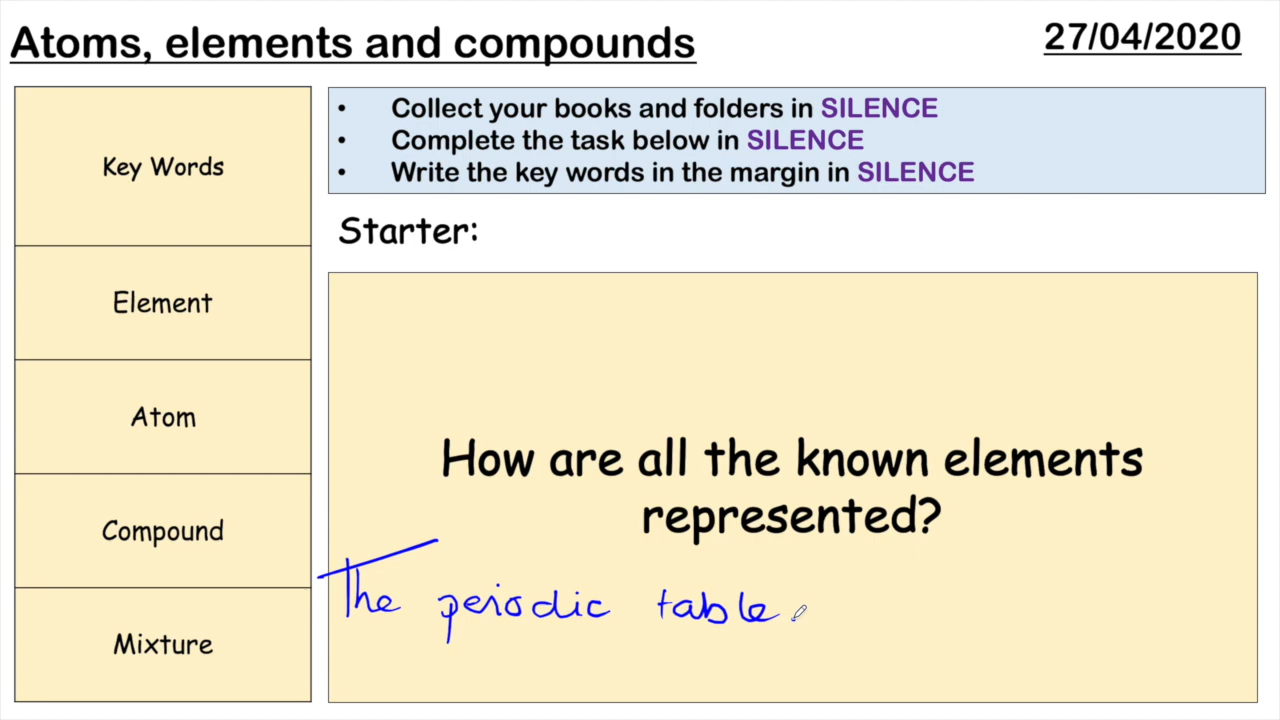 Atoms, elements and compounds
27/04/2020
Key Words
Element
Atom
Compound
Mixture
• Collect your books and folders in SILENCE
• Complete the task below in SILENCE
• Write the key words in the margin in SILENCE
Starter:
How are all the known elements
represented?
The periodic table.